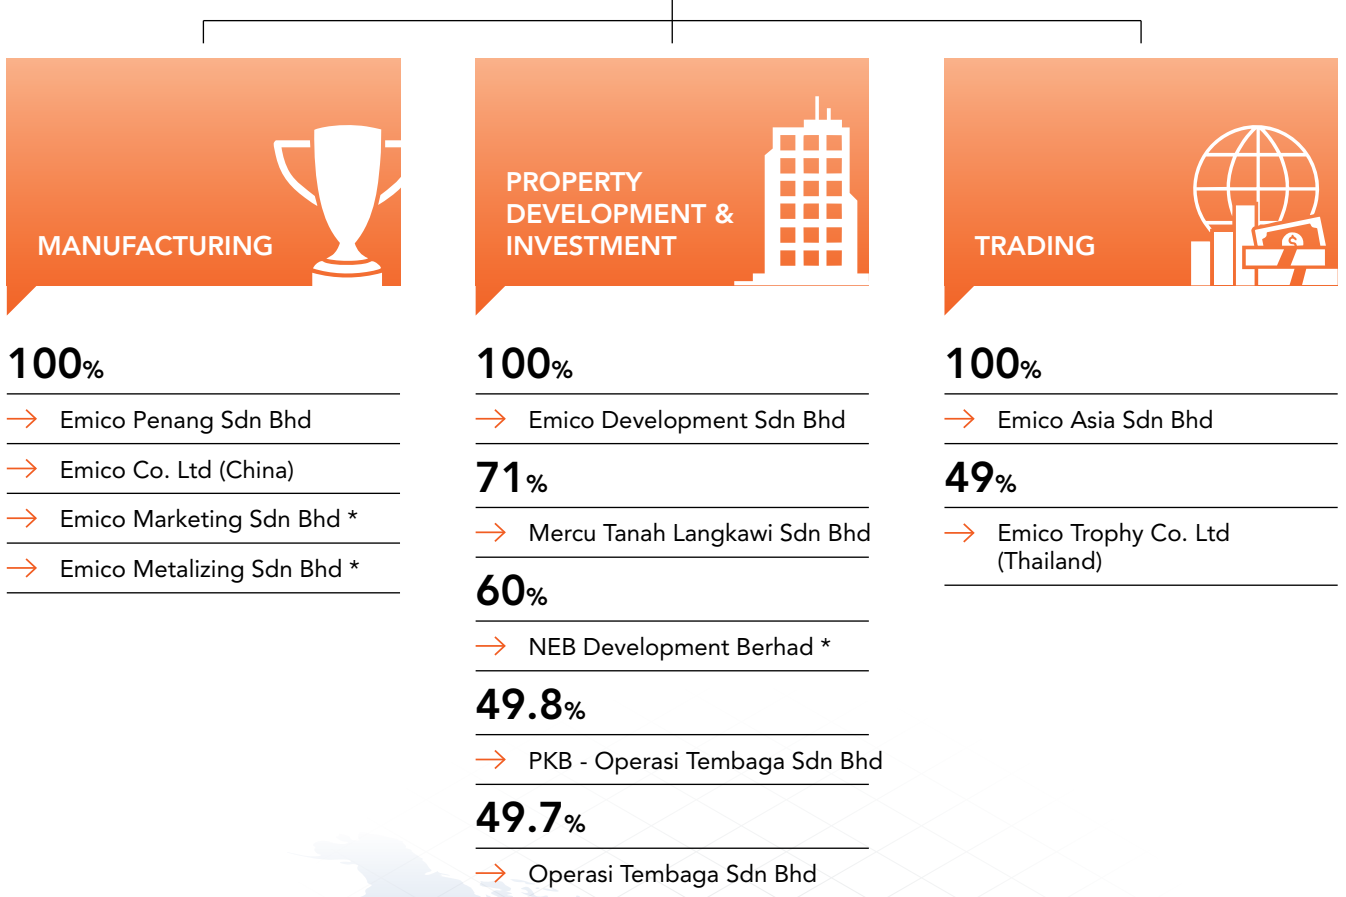 MANUFACTURING
100%
→ Emico Penang Sdn Bhd
→ Emico Co. Ltd (China)
→ Emico Marketing Sdn Bhd *
→ Emico Metalizing Sdn Bhd *
PROPERTY
DEVELOPMENT &
INVESTMENT
100%
→ Emico Development Sdn Bhd
71%
→ Mercu Tanah Langkawi Sdn Bhd
60%
→ NEB Development Berhad *
49.8%
→ PKB - Operasi Tembaga Sdn Bhd
49.7%
→ Operasi Tembaga Sdn Bhd
TRADING
$
100%
→ Emico Asia Sdn Bhd
49%
→ Emico Trophy Co. Ltd
(Thailand)